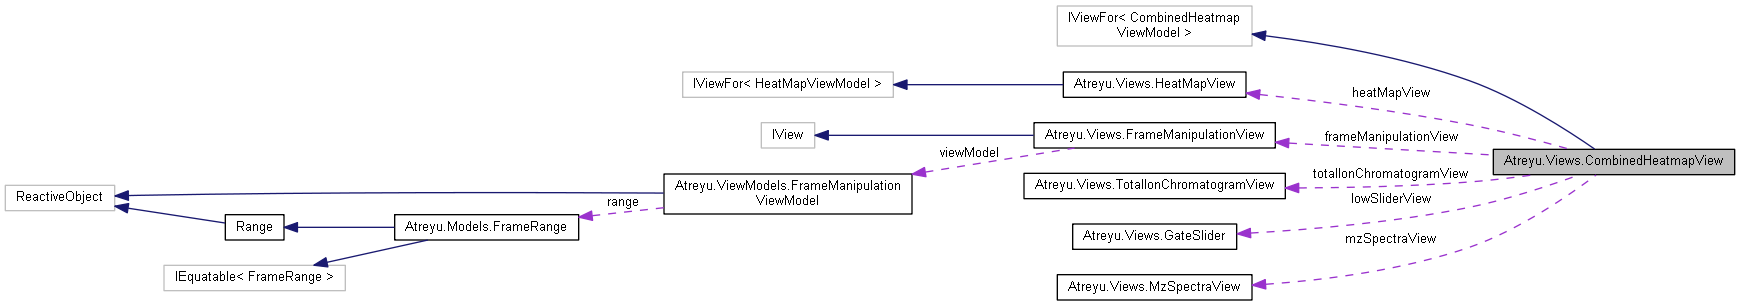 IViewFor< CombinedHeatmap
ViewModel >
IViewFor< HeatMapViewModel >
Atreyu.Views.HeatMapView
heatMapView
IView
Atreyu.Views.FrameManipulationView
frameManipulationView
viewModel
Atreyu.Views.CombinedHeatmapView
ReactiveObject
Atreyu.ViewModels.FrameManipulation
ViewModel
Atreyu.Views.TotalIonChromatogramView
totalIonChromatogramView
range
lowSliderView
Range
Atreyu.Models.FrameRange
Atreyu.Views.GateSlider
mzSpectraView
IEquatable< FrameRange >
Atreyu.Views.MzSpectraView